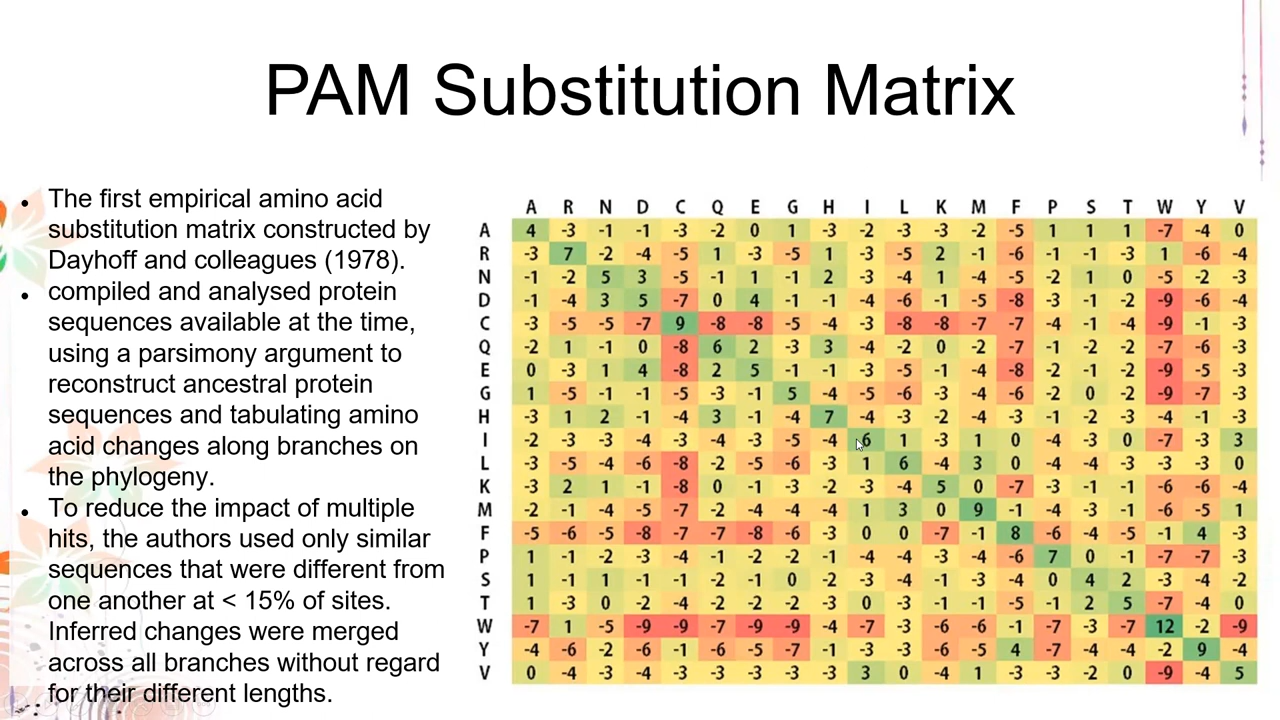 PAM Substitution Matrix
• The first empirical amino acid
substitution matrix constructed by
Dayhoff and colleagues (1978).
• compiled and analysed protein
sequences available at the time,
using a parsimony argument to
reconstruct ancestral protein
sequences and tabulating amino
acid changes along branches on
the phylogeny.
• To reduce the impact of multiple
hits, the authors used only similar
sequences that were different from
one another at < 15% of sites.
Inferred changes were merged
across all branches without regard
for their different lengths.
A R N D C Q E G H I L K M F P S T W Y V
A 4 -3 -1 -1 -3 -2 0 1 -3 -2 -3 -3 -2 -5 1 1 1 -7 -4 0
R -3 7 -2 -4 -5 1 -3 -5 1 -3 -5 2 -1 -6 -1 -1 -3 1 -6 -4
N -1 -2 5 3 -5 -1 1 -1 2 -3 -4 1 -4 -5 -2 1 0 -5 -2 -3
D -1 -4 3 5 -7 0 4 -1 -1 -4 -6 -1 -5 -8 -3 -1 -2 -9 -6 -4
C -3 -5 -5 -7 9 -8 -8 -5 -4 -3 -8 -8 -7 -7 -4 -1 -4 -9 -1 -3
Q -2 1 -1 0 -8 6 2 -3 3 -4 -2 0 -2 -7 -1 -2 -2 -7 -6 -3
E 0 -3 1 4 -8 2 5 -1 -1 -3 -5 -1 -4 -8 -2 -1 -2 -9 -5 -3
G 1 -5 -1 -1 -5 -3 -1 5 -4 -5 -6 -3 -4 -6 -2 0 -2 -9 -7 -3
H -3 1 2 -1 -4 3 -1 -4 7 -4 -3 -2 -4 -3 -1 -2 -3 -4 -1 -3
I -2 -3 -3 -4 -3 -4 -3 -5 -4 6 1 -3 1 0 -4 -3 0 -7 -3 3
L -3 -5 -4 -6 -8 -2 -5 -6 -3 1 6 -4 3 0 -4 -4 -3 -3 -3 0
K -3 2 1 -1 -8 0 -1 -3 -2 -3 -4 5 0 -7 -3 -1 -1 -6 -6 -4
M -2 -1 -4 -5 -7 -2 -4 -4 -4 1 3 0 9 -1 -4 -3 -1 -6 -5 1
F -5 -6 -5 -8 -7 -7 -8 -6 -3 0 0 -7 -1 8 -6 -4 -5 -1 4 -3
P 1 -1 -2 -3 -4 -1 -2 -2 -1 -4 -4 -3 -4 -6 7 0 -1 -7 -7 -3
S 1 -1 1 -1 -1 -2 -1 0 -2 -3 -4 -1 -3 -4 0 4 2 -3 -4 -2
T 1 -3 0 -2 -4 -2 -2 -2 -3 0 -3 -1 -1 -5 -1 2 5 -7 -4 0
W -7 1 -5 -9 -9 -7 -9 -9 -4 -7 -3 -6 -6 -1 -7 -3 -7 12 -2 -9
Y -4 -6 -2 -6 -1 -6 -5 -7 -1 -3 -3 -6 -5 4 -7 -4 -4 -2 9 -4
V 0 -4 -3 -4 -3 -3 -3 -3 -3 3 0 -4 1 -3 -3 -2 0 -9 -4 5